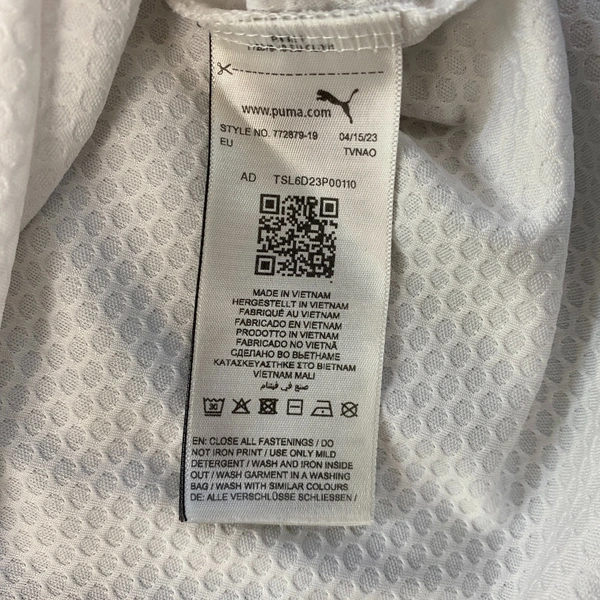 www.puma.com
STYLE NO. 772879-19 04/15/23
EU TVNAO
AD TSL6D23P00110
MADE IN VIETNAM
HERGESTELLT IN VIETNAM
FABRIQUÉ AU VIETNAM
FABRICADO EN VIETNAM
PRODOTTO IN VIETNAM
FABRICADO NO VIETNÃ
СДЕЛАНО ВО ВЬЕТНАМЕ
ΚΑΤΑΣΚΕΥΑΣΤΗΚΕ ΣΤΟ ΒΙΕΤΝΑΜ
VİETNAM MALI
صنع في فيتنام
30
EN: CLOSE ALL FASTENINGS / DO
NOT IRON PRINT / USE ONLY MILD
DETERGENT / WASH AND IRON INSIDE
OUT / WASH GARMENT IN A WASHING
BAG / WASH WITH SIMILAR COLOURS
DE: ALLE VERSCHLÜSSE SCHLIESSEN /